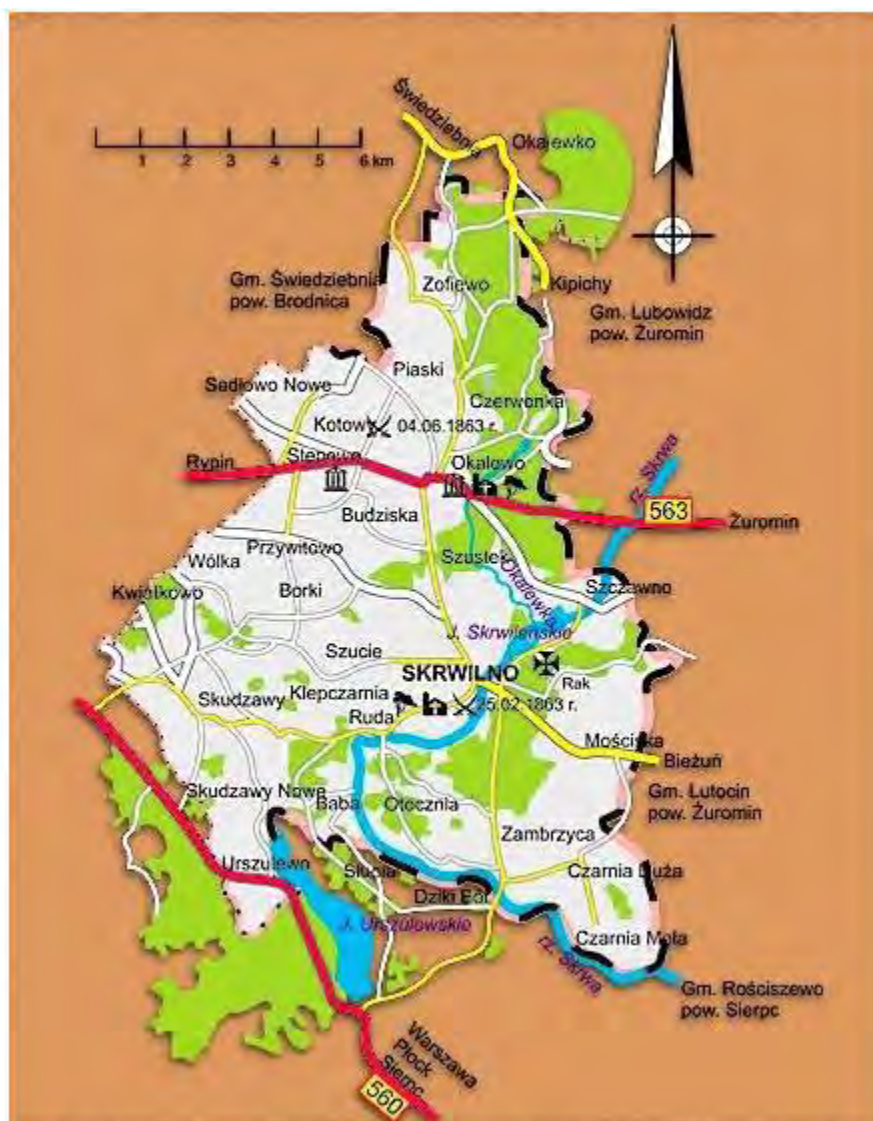 Świedziebnia
Okajewko
1 2 3 4 5 6 km
Gm. Świedziebnia
pow. Brodnica
Zofiewo
Kipichy
Gm. Lubowidz
pow. Żuromin
Piaski
Sadłowo Nowe
Czerwonka
Kotowy 04.06.1863 r.
Stępowo
Okalewo
Rypin
rz. Skrwa
563
Żuromin
Budziska
Przywitowo
Szustek
Wólka
Okalewka
Szczawno
Kwiatkowo
Borki
J. Skrwileńskie
Szucie
SKRWILNO
Rak
Skudzawy
Klepczarnia
25.02.1863 r.
Ruda
Mościska
Bieżuń
Skudzawy Nowe
Baba
Otocznia
Gm. Lutocin
pow. Żuromin
Zambrzyca
Urszulewo
Słupia
Czarnia Duża
Dziki Bór
J. Urszulowskie
Czarnia Mała
rz. Skrwa
Gm. Rościszewo
pow. Sierpc
Warszawa
Płock
Sierpc
560